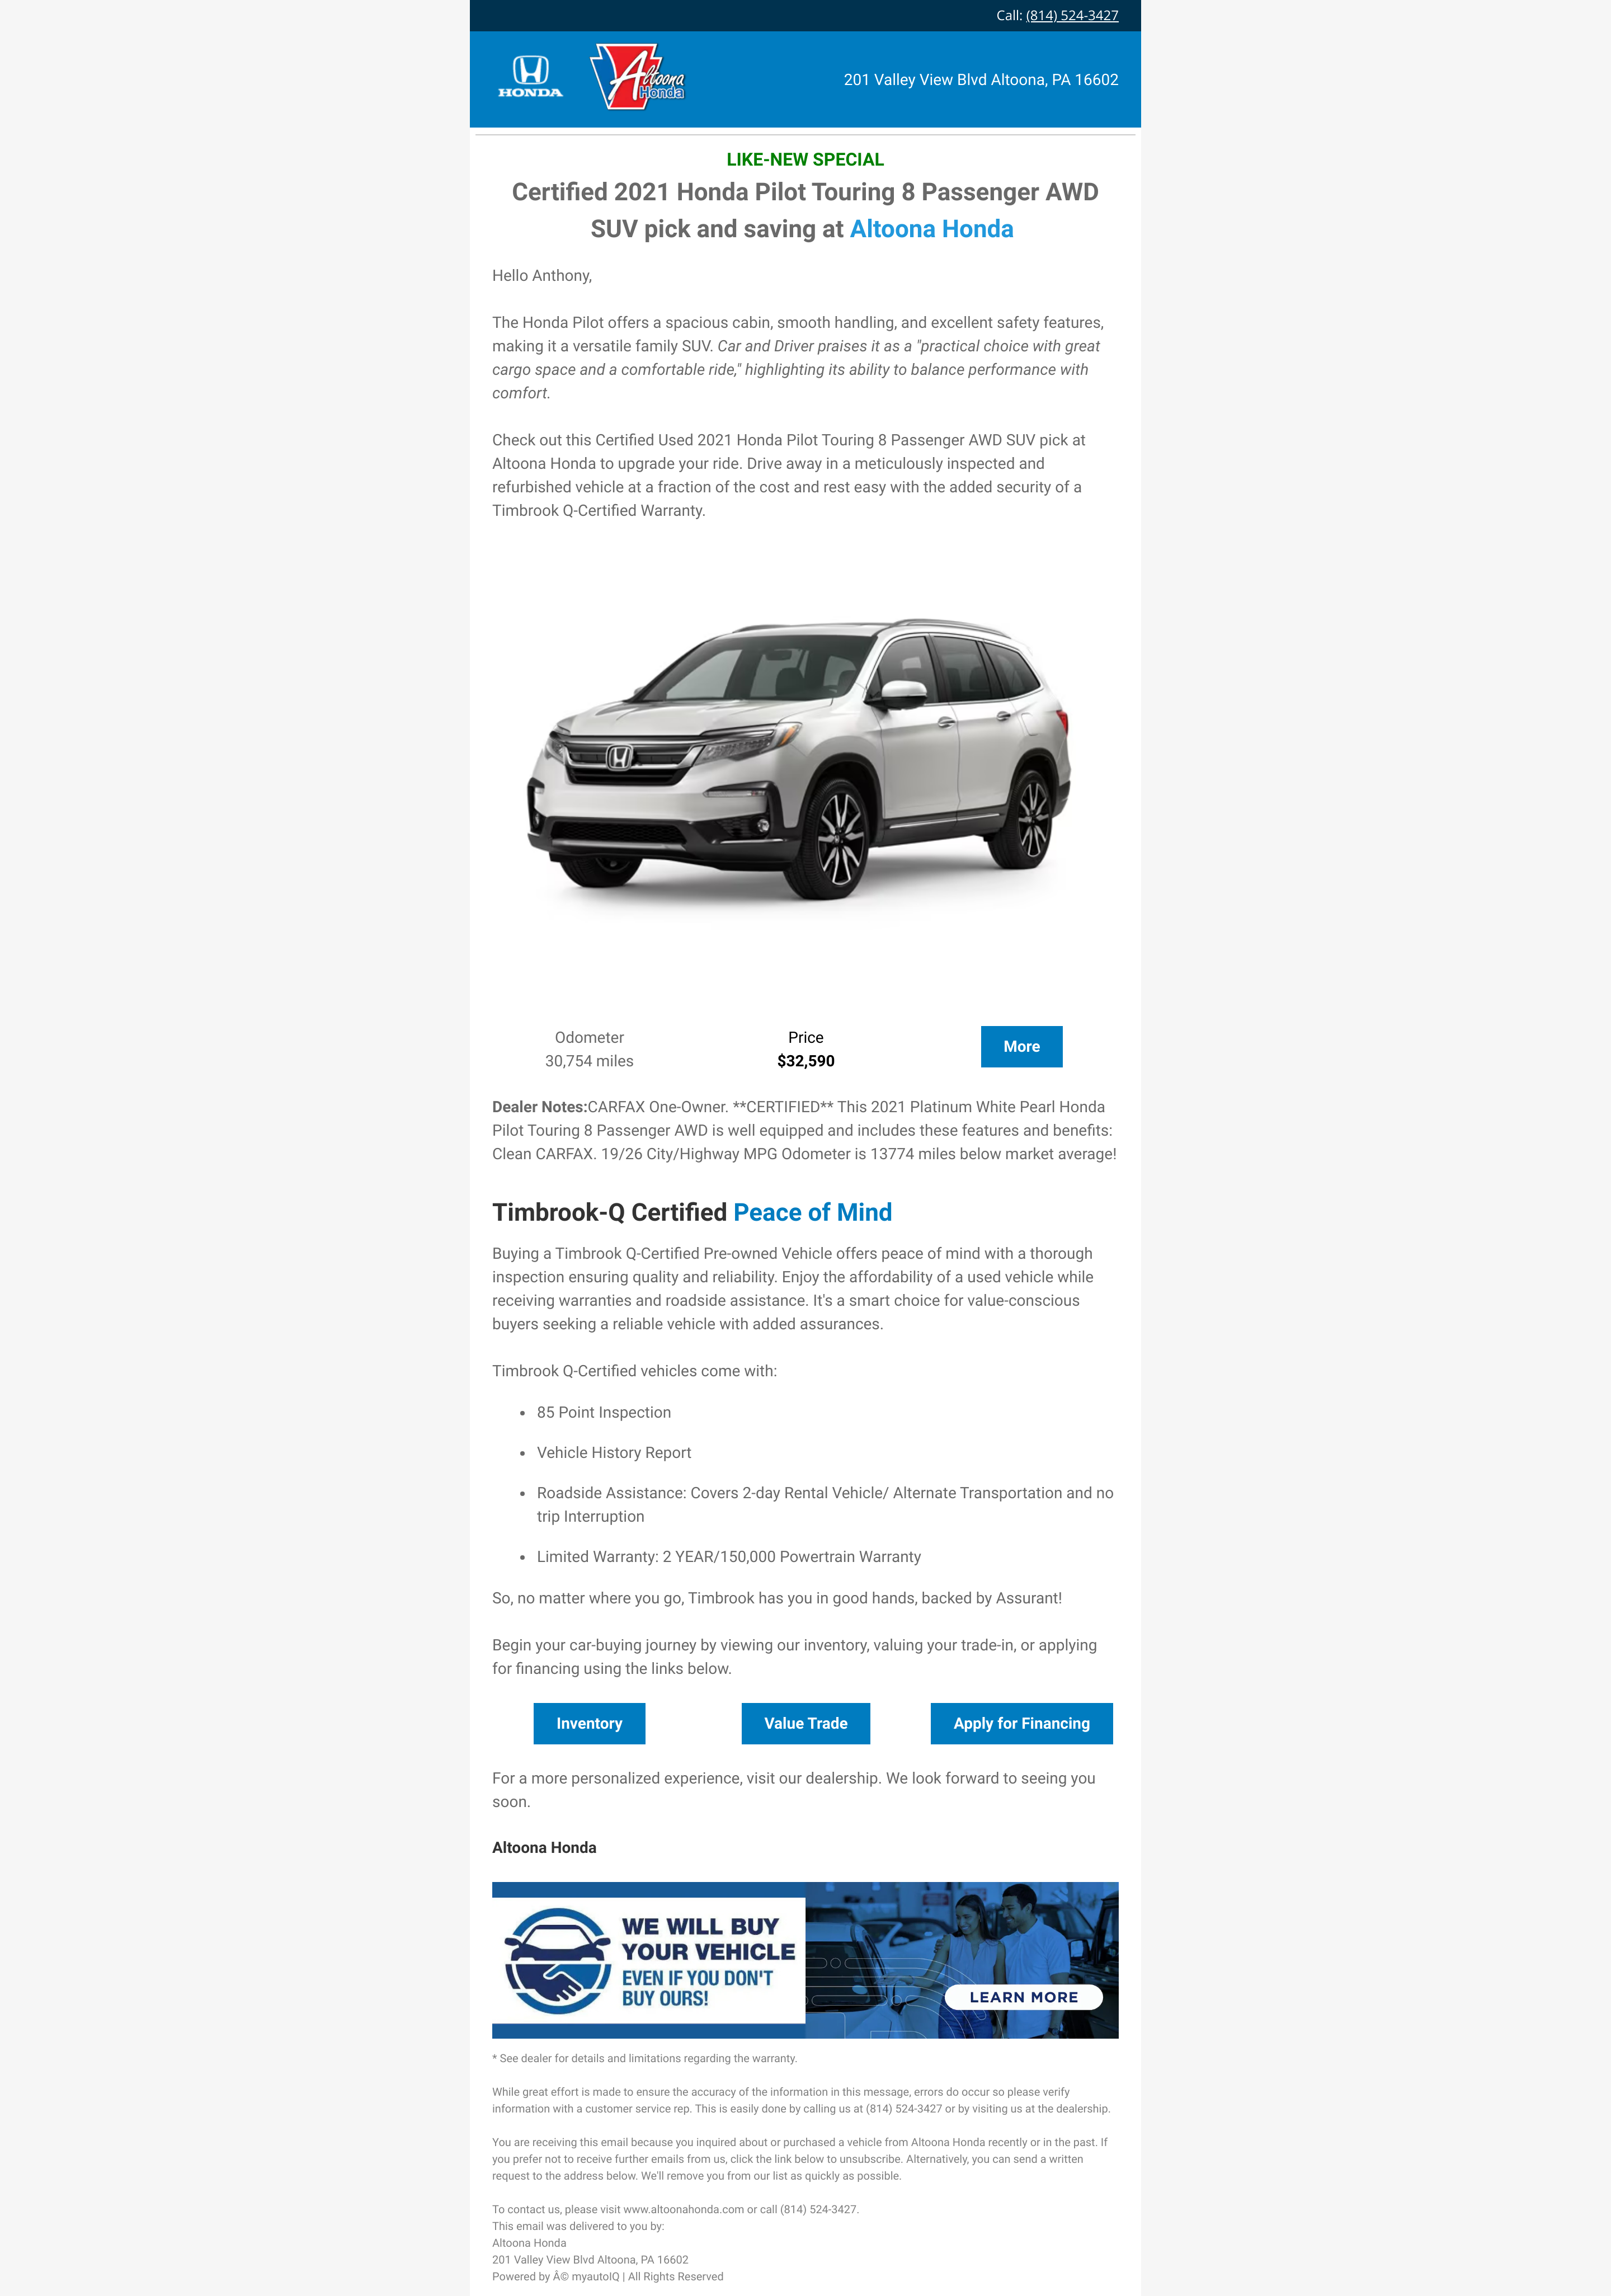 Call: (814) 524-3427
HONDA
Altoona
Honda
201 Valley View Blvd Altoona, PA 16602
LIKE-NEW SPECIAL
Certified 2021 Honda Pilot Touring 8 Passenger AWD
SUV pick and saving at Altoona Honda
Hello Anthony,
The Honda Pilot offers a spacious cabin, smooth handling, and excellent safety features,
making it a versatile family SUV. Car and Driver praises it as a "practical choice with great
cargo space and a comfortable ride," highlighting its ability to balance performance with
comfort.
Check out this Certified Used 2021 Honda Pilot Touring 8 Passenger AWD SUV pick at
Altoona Honda to upgrade your ride. Drive away in a meticulously inspected and
refurbished vehicle at a fraction of the cost and rest easy with the added security of a
Timbrook Q-Certified Warranty.
Odometer
30,754 miles
Price
$32,590
More
Dealer Notes:CARFAX One-Owner. **CERTIFIED** This 2021 Platinum White Pearl Honda
Pilot Touring 8 Passenger AWD is well equipped and includes these features and benefits:
Clean CARFAX. 19/26 City/Highway MPG Odometer is 13774 miles below market average!
Timbrook-Q Certified Peace of Mind
Buying a Timbrook Q-Certified Pre-owned Vehicle offers peace of mind with a thorough
inspection ensuring quality and reliability. Enjoy the affordability of a used vehicle while
receiving warranties and roadside assistance. It's a smart choice for value-conscious
buyers seeking a reliable vehicle with added assurances.
Timbrook Q-Certified vehicles come with:
• 85 Point Inspection
• Vehicle History Report
• Roadside Assistance: Covers 2-day Rental Vehicle/ Alternate Transportation and no
trip Interruption
• Limited Warranty: 2 YEAR/150,000 Powertrain Warranty
So, no matter where you go, Timbrook has you in good hands, backed by Assurant!
Begin your car-buying journey by viewing our inventory, valuing your trade-in, or applying
for financing using the links below.
Inventory
Value Trade
Apply for Financing
For a more personalized experience, visit our dealership. We look forward to seeing you
soon.
Altoona Honda
WE WILL BUY
YOUR VEHICLE
EVEN IF YOU DON'T
BUY OURS!
LEARN MORE
* See dealer for details and limitations regarding the warranty.
While great effort is made to ensure the accuracy of the information in this message, errors do occur so please verify
information with a customer service rep. This is easily done by calling us at (814) 524-3427 or by visiting us at the dealership.
You are receiving this email because you inquired about or purchased a vehicle from Altoona Honda recently or in the past. If
you prefer not to receive further emails from us, click the link below to unsubscribe. Alternatively, you can send a written
request to the address below. We'll remove you from our list as quickly as possible.
To contact us, please visit www.altoonahonda.com or call (814) 524-3427.
This email was delivered to you by:
Altoona Honda
201 Valley View Blvd Altoona, PA 16602
Powered by Â© myautoIQ | All Rights Reserved